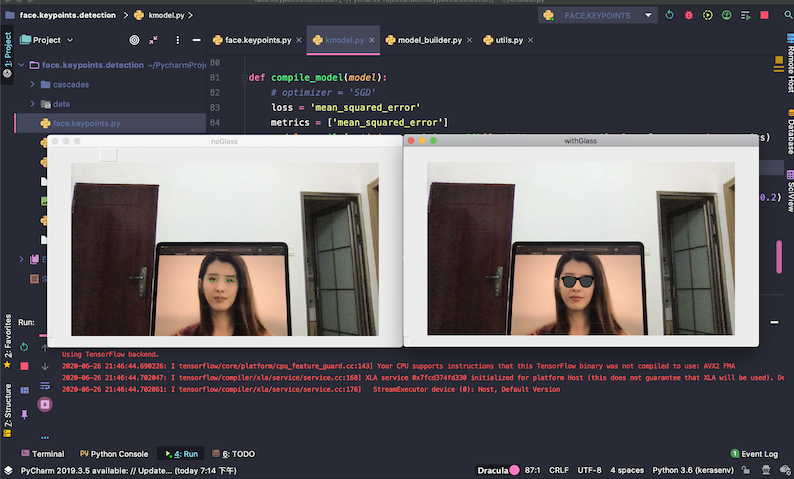 face.keypoints.detection
kmodel.py
FACE.KEYPOINTS
1: Project
Project
face.keypoints.py
kmodel.py
model_builder.py
utils.py
Remote Host
Database
SciView
face.keypoints.detection ~/PycharmProje
cascades
data
face.keypoints.py
80
81 def compile_model(model):
82 # optimizer = 'SGD'
83 loss = 'mean_squared_error'
84 metrics = ['mean_squared_error']
noGlass
withGlass
0.2)
2: Favorites
Z: Structure
Run:
Using TensorFlow backend.
2020-06-26 21:46:44.690226: I tensorflow/core/platform/cpu_feature_guard.cc:143] Your CPU supports instructions that this TensorFlow binary was not compiled to use: AVX2 FMA
2020-06-26 21:46:44.702047: I tensorflow/compiler/xla/service/service.cc:168] XLA service 0x7fcd374fd330 initialized for platform Host (this does not guarantee that XLA will be used). De
2020-06-26 21:46:44.702061: I tensorflow/compiler/xla/service/service.cc:176] StreamExecutor device (0): Host, Default Version
Terminal
Python Console
4: Run
6: TODO
1 Event Log
PyCharm 2019.3.5 available: // Update... (today 7:14 下午)
Dracula
87:1
CRLF
UTF-8
4 spaces
Python 3.6 (kerasenv)